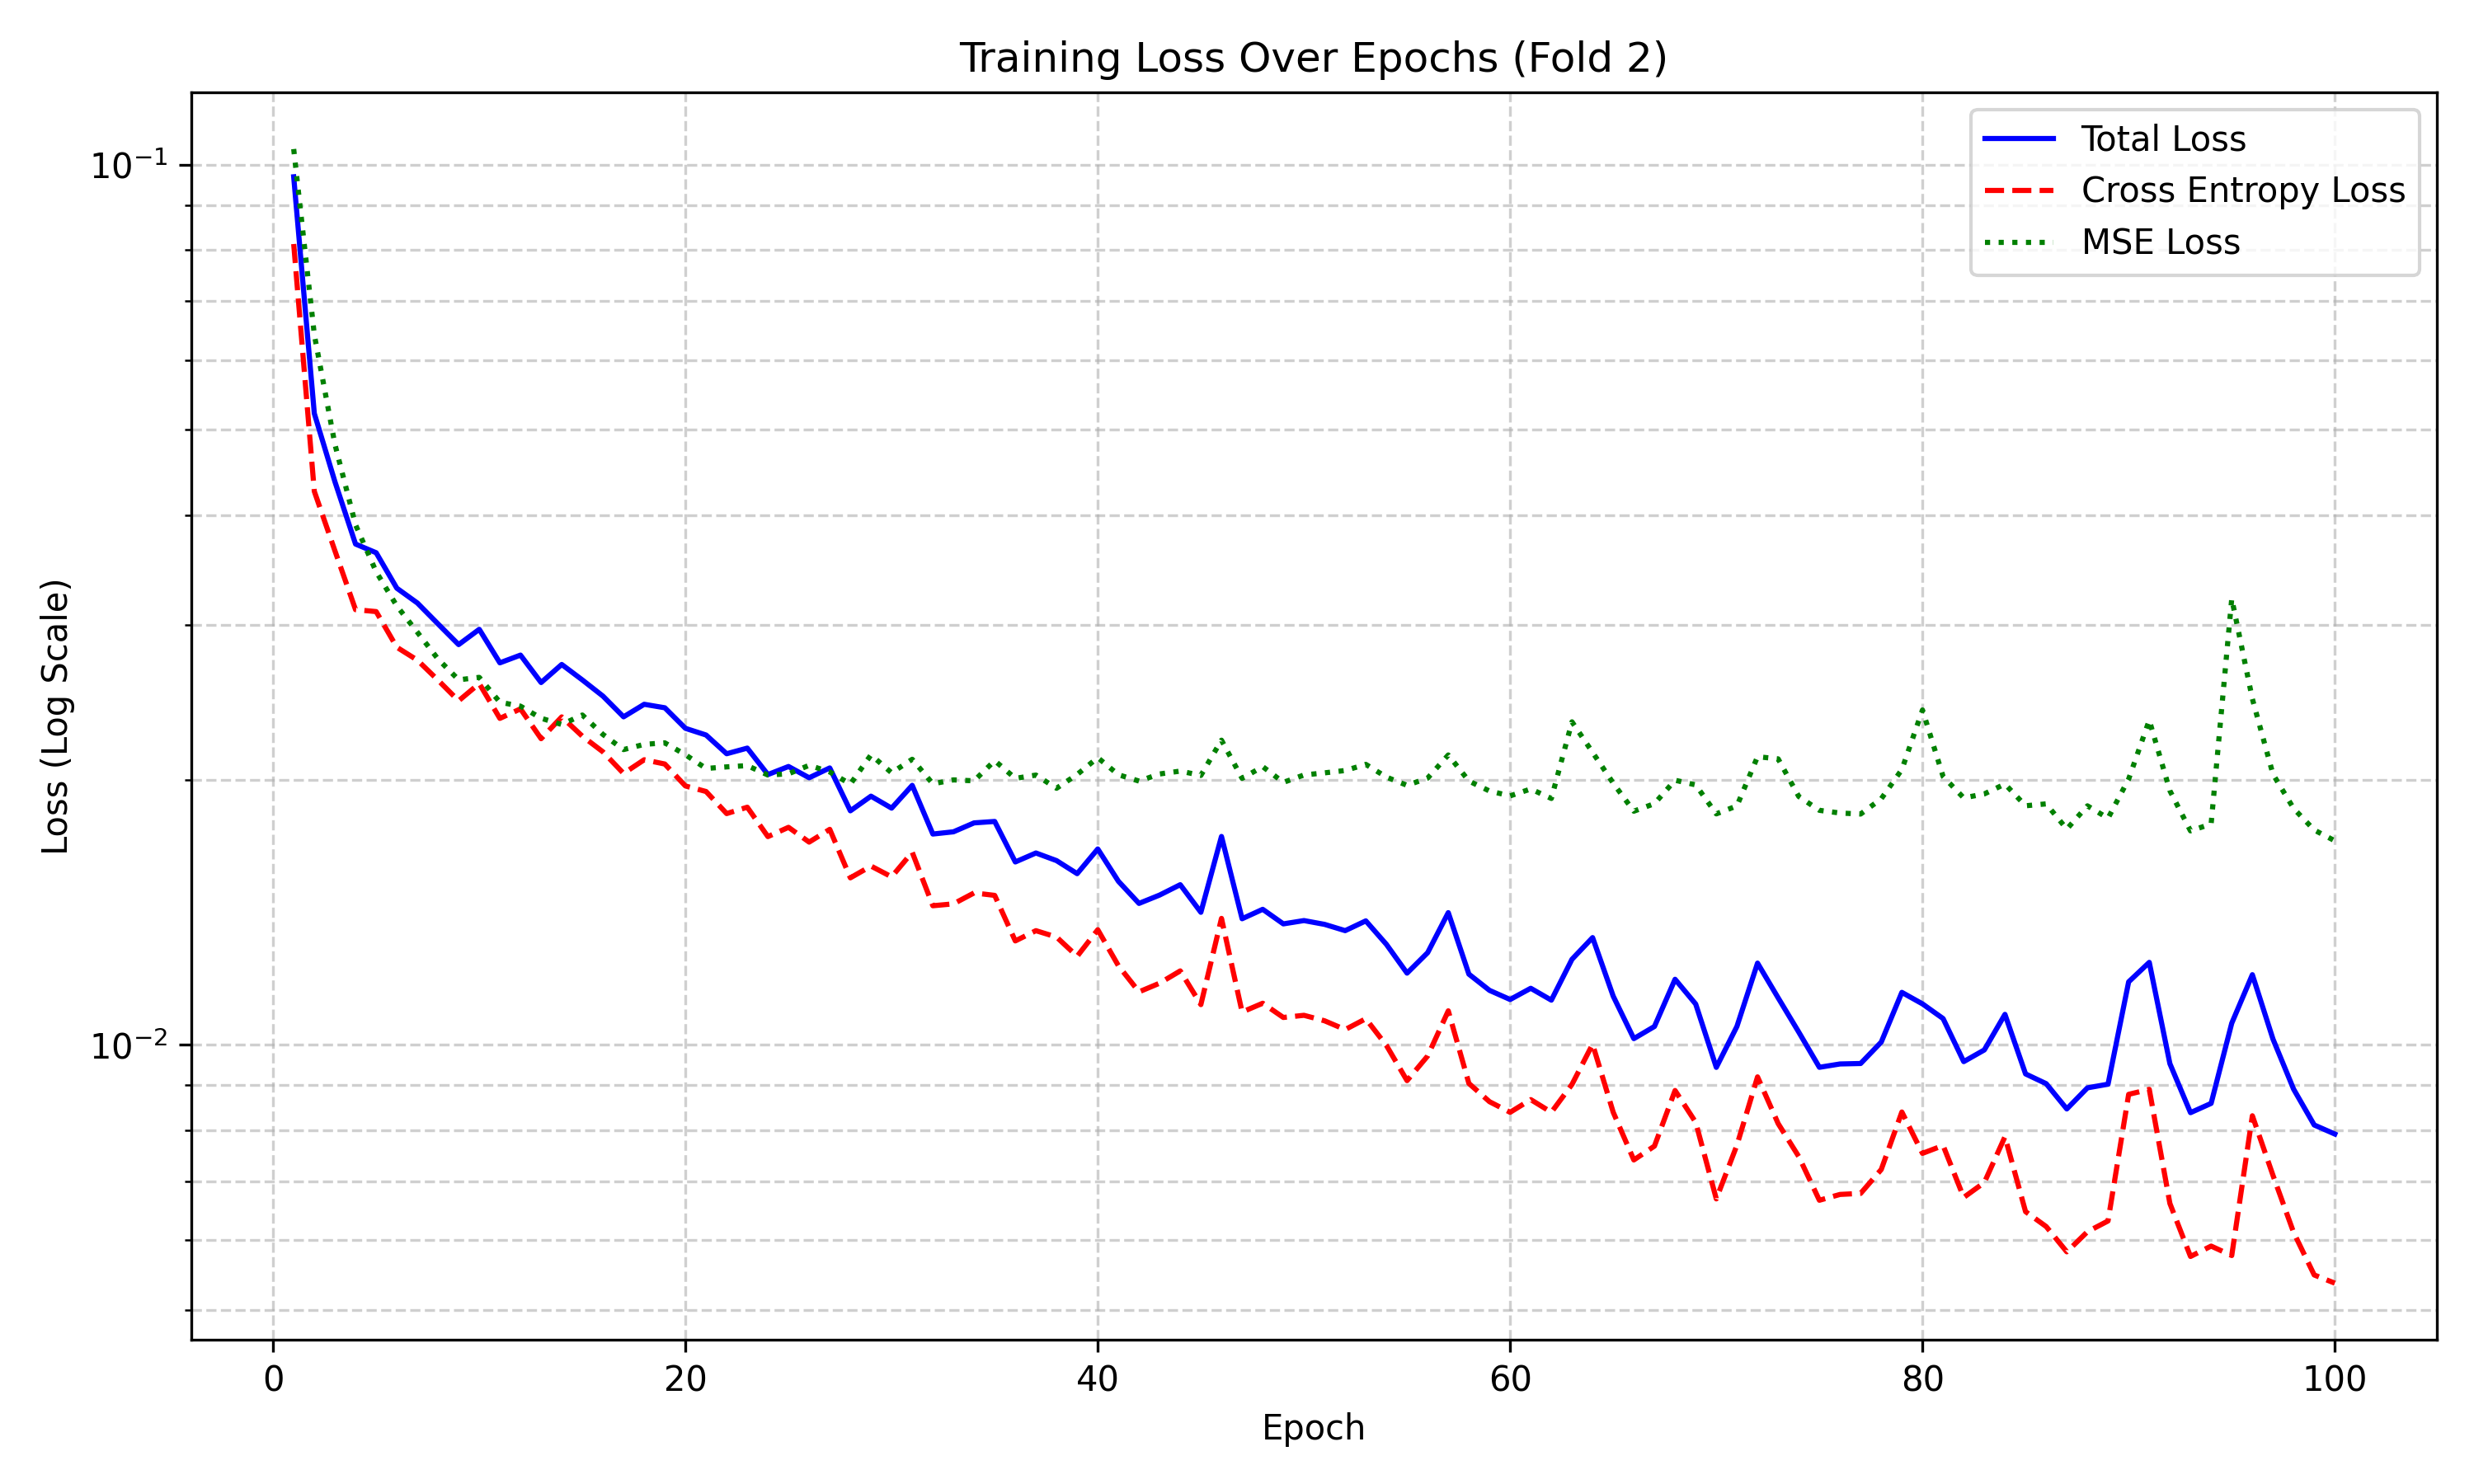 Training Loss Over Epochs (Fold 2)
Total Loss
Cross Entropy Loss
MSE Loss
Loss (Log Scale)
10⁻¹
10⁻²
0 20 40 60 80 100
Epoch